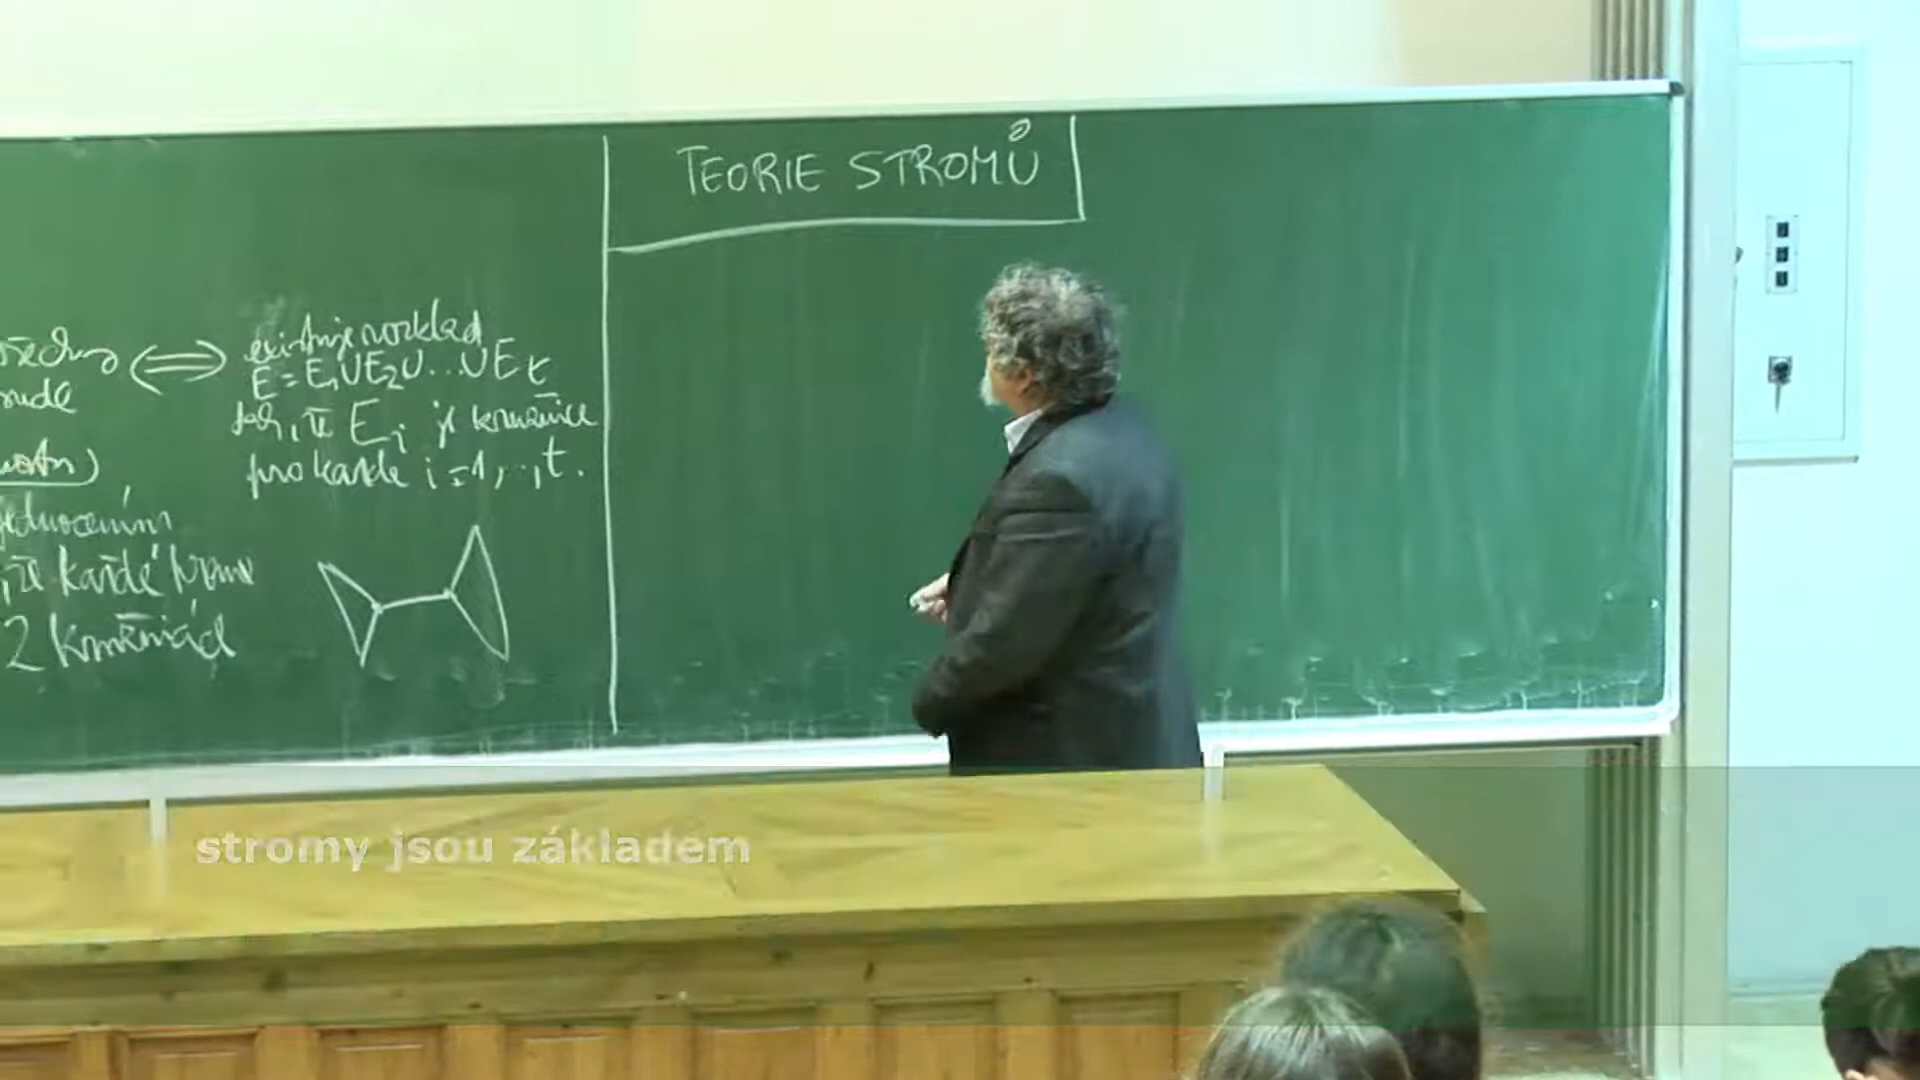 TEORIE STROMŮ
existuje rozklad
E = E₁∪E₂∪...∪E_t
E_i je kružnice
pro každé i=1,..,t.
že každé
2 kružnicích
stromy jsou základem